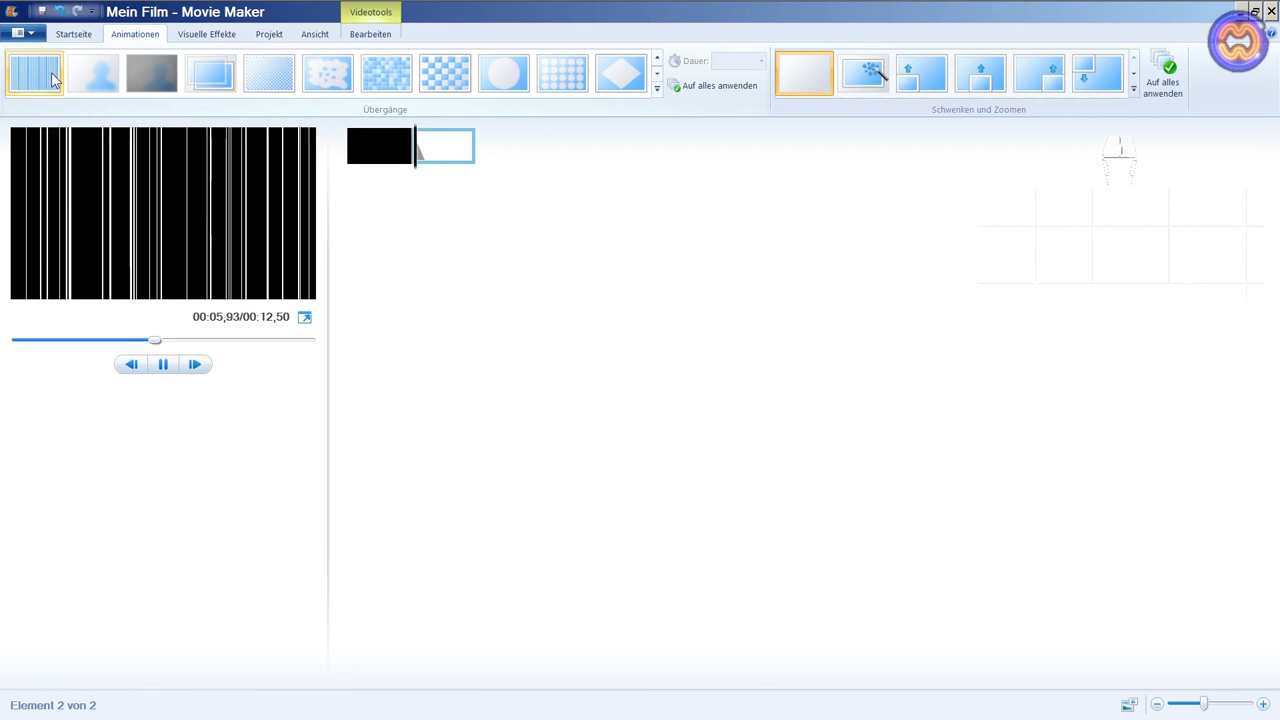 Mein Film - Movie Maker
Videotools
Startseite
Animationen
Visuelle Effekte
Projekt
Ansicht
Bearbeiten
Dauer:
Auf alles anwenden
Auf alles
anwenden
Übergänge
Schwenken und Zoomen
00:05,93/00:12,50
Element 2 von 2